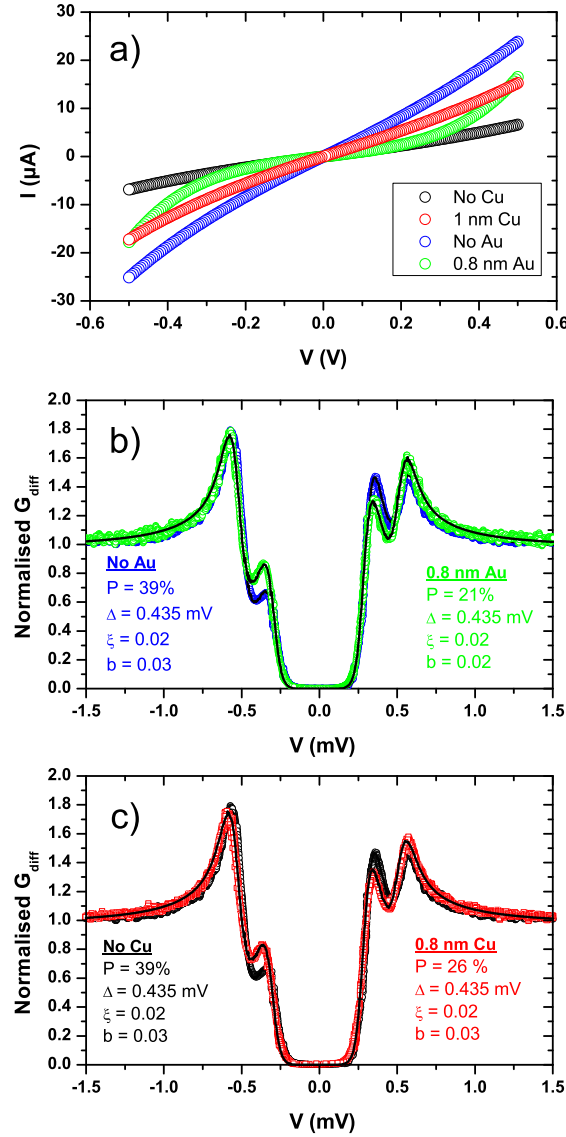 a)
I (µA)
30
20
10
0
-10
-20
-30
No Cu
1 nm Cu
No Au
0.8 nm Au
-0.6 -0.4 -0.2 0.0 0.2 0.4 0.6
V (V)
b)
Normalised G_diff
2.0
1.8
1.6
1.4
1.2
1.0
0.8
0.6
0.4
0.2
0.0
No Au
P = 39%
Δ = 0.435 mV
ξ = 0.02
b = 0.03
0.8 nm Au
P = 21%
Δ = 0.435 mV
ξ = 0.02
b = 0.02
-1.5 -1.0 -0.5 0.0 0.5 1.0 1.5
V (mV)
c)
Normalised G_diff
2.0
1.8
1.6
1.4
1.2
1.0
0.8
0.6
0.4
0.2
0.0
No Cu
P = 39%
Δ = 0.435 mV
ξ = 0.02
b = 0.03
0.8 nm Cu
P = 26 %
Δ = 0.435 mV
ξ = 0.02
b = 0.03
-1.5 -1.0 -0.5 0.0 0.5 1.0 1.5
V (mV)